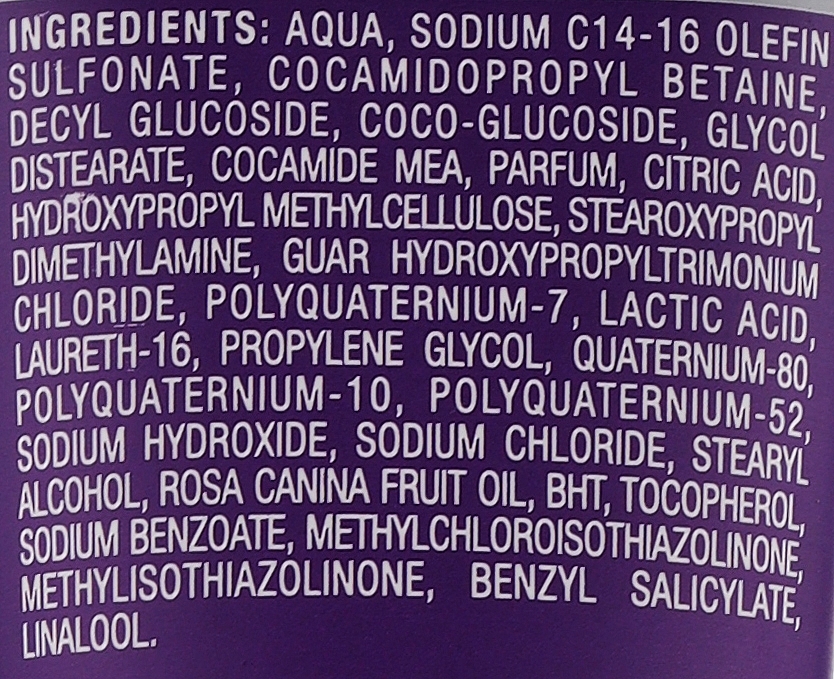 INGREDIENTS: AQUA, SODIUM C14-16 OLEFIN
SULFONATE, COCAMIDOPROPYL BETAINE,
DECYL GLUCOSIDE, COCO-GLUCOSIDE, GLYCOL
DISTEARATE, COCAMIDE MEA, PARFUM, CITRIC ACID,
HYDROXYPROPYL METHYLCELLULOSE, STEAROXYPROPYL
DIMETHYLAMINE, GUAR HYDROXYPROPYLTRIMONIUM
CHLORIDE, POLYQUATERNIUM-7, LACTIC ACID,
LAURETH-16, PROPYLENE GLYCOL, QUATERNIUM-80,
POLYQUATERNIUM-10, POLYQUATERNIUM-52,
SODIUM HYDROXIDE, SODIUM CHLORIDE, STEARYL
ALCOHOL, ROSA CANINA FRUIT OIL, BHT, TOCOPHEROL,
SODIUM BENZOATE, METHYLCHLOROISOTHIAZOLINONE,
METHYLISOTHIAZOLINONE, BENZYL SALICYLATE,
LINALOOL.